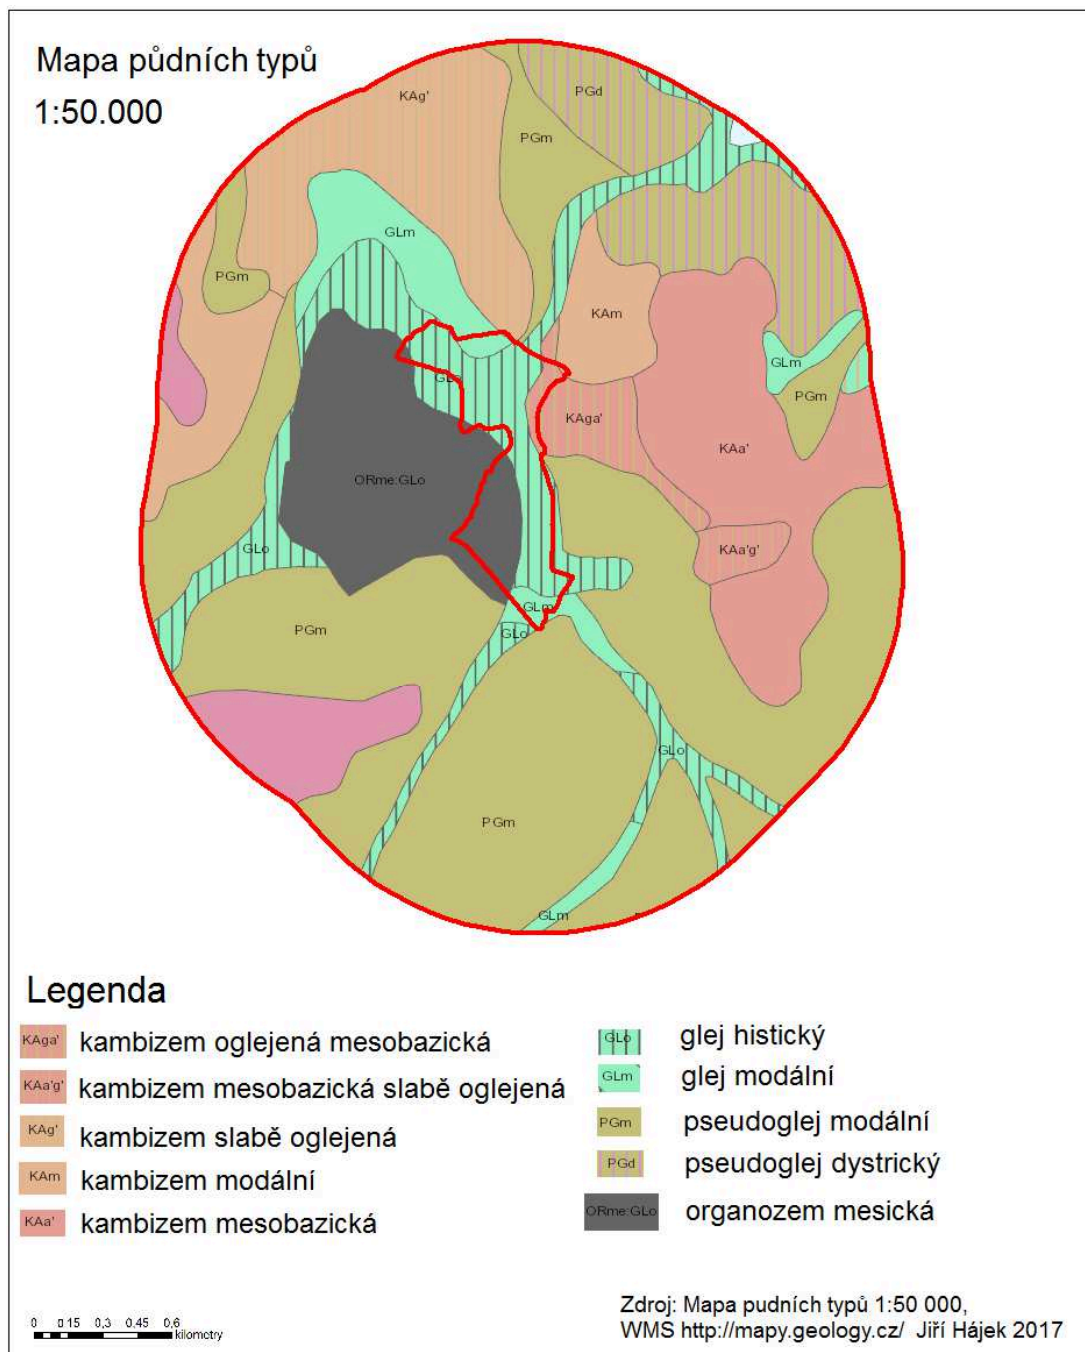 Mapa půdních typů
1:50.000
KAg'
PGd
PGm
GLm
PGm
KAm
GLm
PGm
KAga'
KAa'
ORme:GLo
GLo
KAa'g'
GLm
PGm
GLo
GLo
PGm
GLm
Legenda
KAga' kambizem oglejená mesobazická
KAa'g' kambizem mesobazická slabě oglejená
KAg' kambizem slabě oglejená
KAm kambizem modální
KAa' kambizem mesobazická
GLo glej histický
GLm glej modální
PGm pseudoglej modální
PGd pseudoglej dystrický
ORme:GLo organozem mesická
0 0 15 0,3 0,45 0,6
kilometry
Zdroj: Mapa pudních typů 1:50 000,
WMS http://mapy.geology.cz/ Jiří Hájek 2017